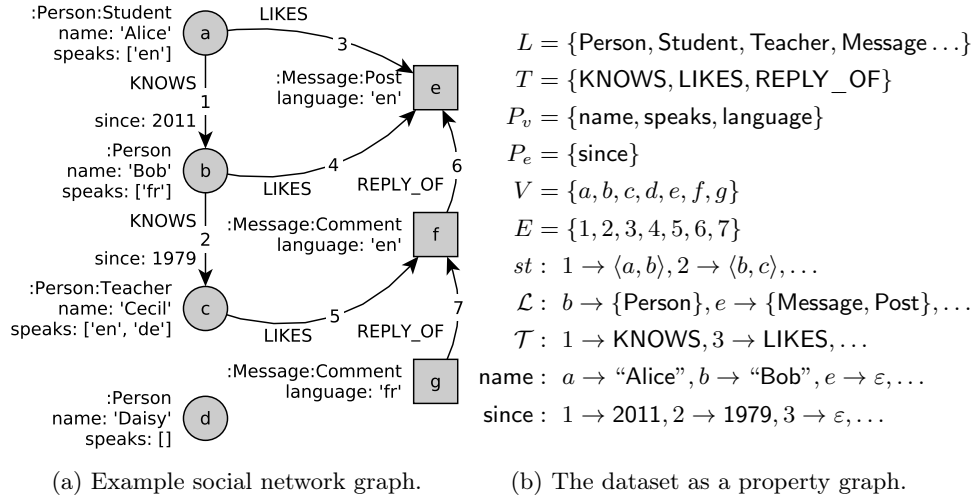 :Person:Student
name: 'Alice'
speaks: ['en']
a
LIKES
3
KNOWS
1
since: 2011
:Message:Post
language: 'en'
e
:Person
name: 'Bob'
speaks: ['fr']
b
4
LIKES
6
REPLY_OF
KNOWS
2
since: 1979
:Message:Comment
language: 'en'
f
:Person:Teacher
name: 'Cecil'
speaks: ['en', 'de']
c
5
LIKES
7
REPLY_OF
:Message:Comment
language: 'fr'
g
:Person
name: 'Daisy'
speaks: []
d
(a) Example social network graph.
L = {Person, Student, Teacher, Message ...}
T = {KNOWS, LIKES, REPLY_OF}
P_v = {name, speaks, language}
P_e = {since}
V = {a, b, c, d, e, f, g}
E = {1, 2, 3, 4, 5, 6, 7}
st : 1 → ⟨a, b⟩, 2 → ⟨b, c⟩, ...
ℒ : b → {Person}, e → {Message, Post}, ....
𝒯 : 1 → KNOWS, 3 → LIKES, ...
name : a → “Alice”, b → “Bob”, e → ε, ...
since : 1 → 2011, 2 → 1979, 3 → ε, ...
(b) The dataset as a property graph.